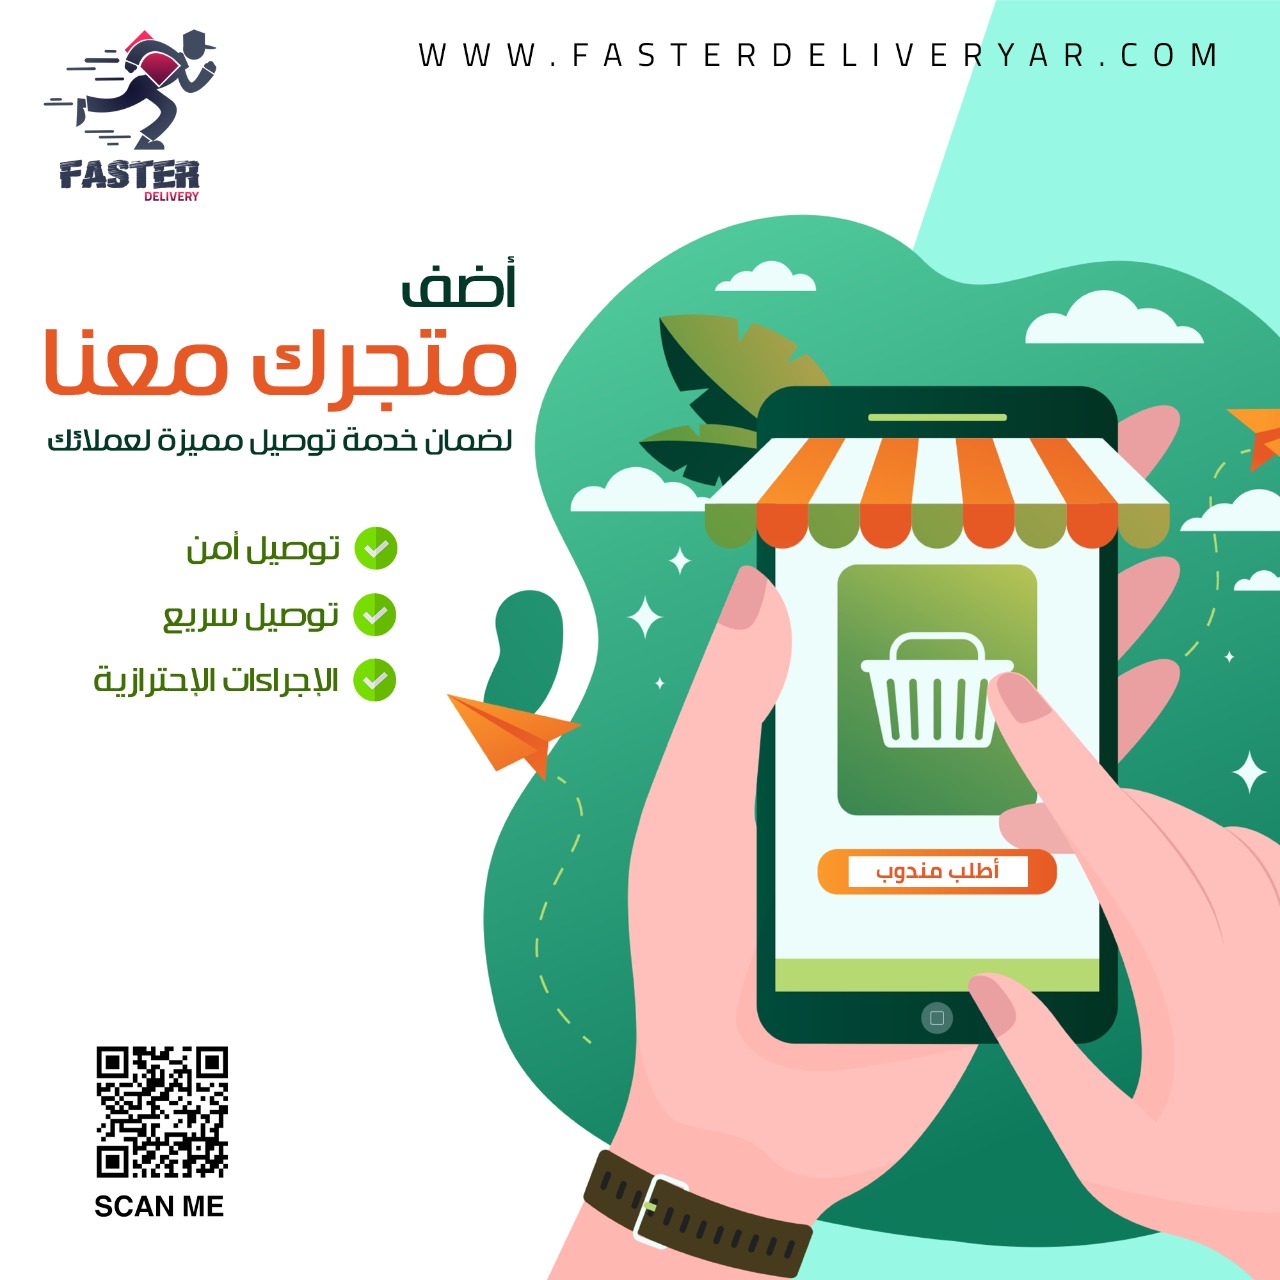 WWW.FASTERDELIVERYAR.COM
FASTER
DELIVERY
أضف
متجرك معنا
لضمان خدمة توصيل مميزة لعملائك
توصيل أمن
توصيل سريع
الإجراءات الإحترازية
أطلب مندوب
SCAN ME